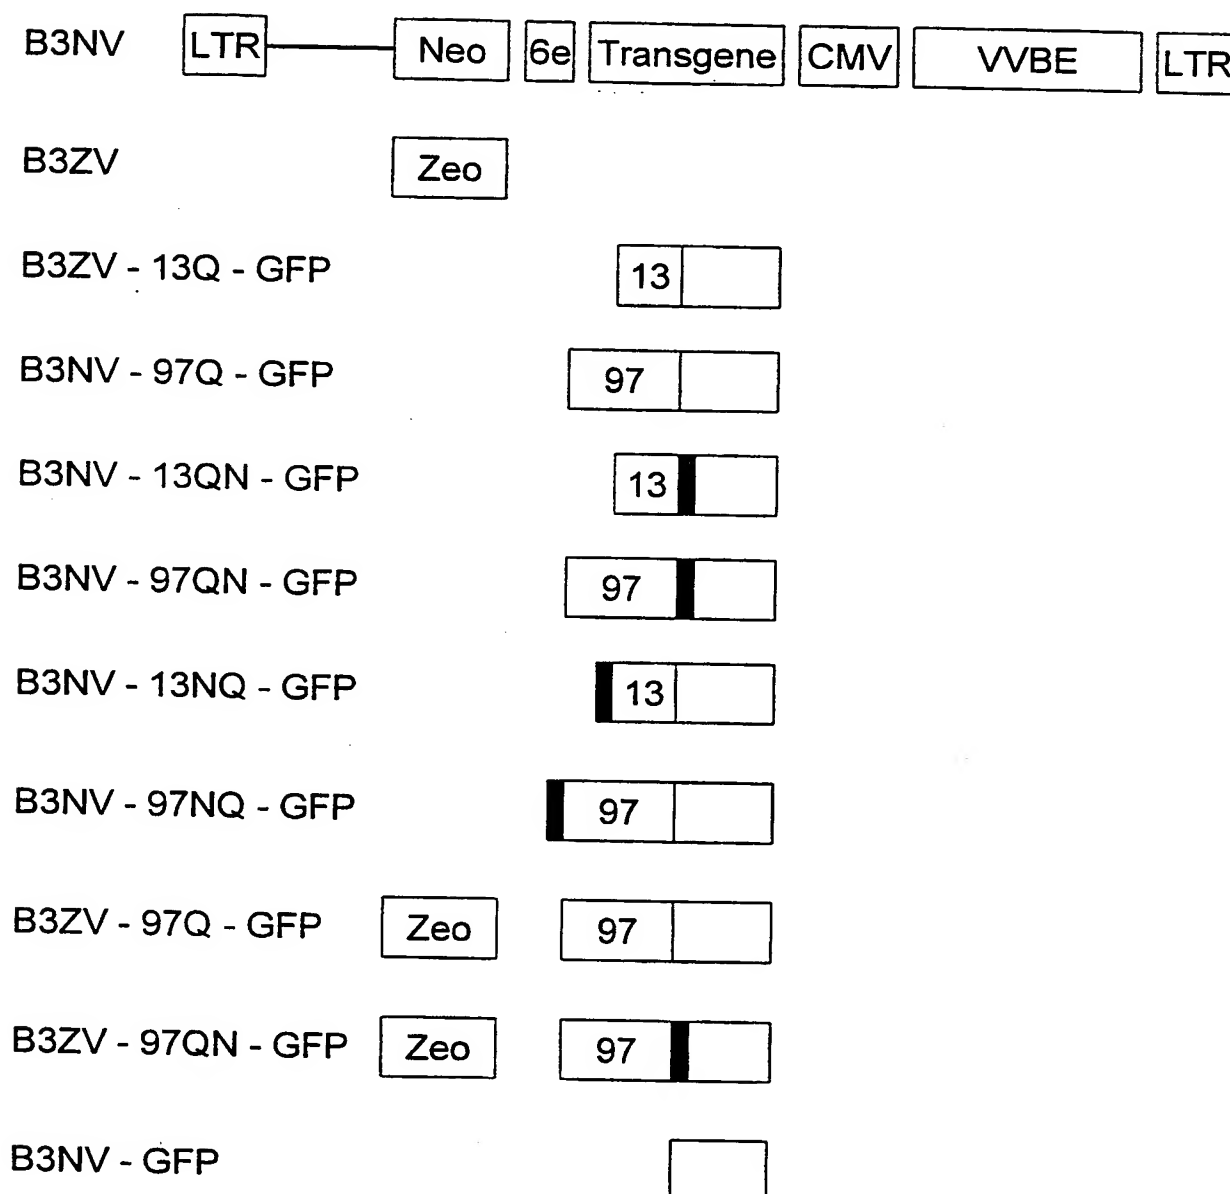 B3NV LTR Neo 6e Transgene CMV VVBE LTR
B3ZV Zeo
B3ZV - 13Q - GFP 13
B3NV - 97Q - GFP 97
B3NV - 13QN - GFP 13
B3NV - 97QN - GFP 97
B3NV - 13NQ - GFP 13
B3NV - 97NQ - GFP 97
B3ZV - 97Q - GFP Zeo 97
B3ZV - 97QN - GFP Zeo 97
B3NV - GFP